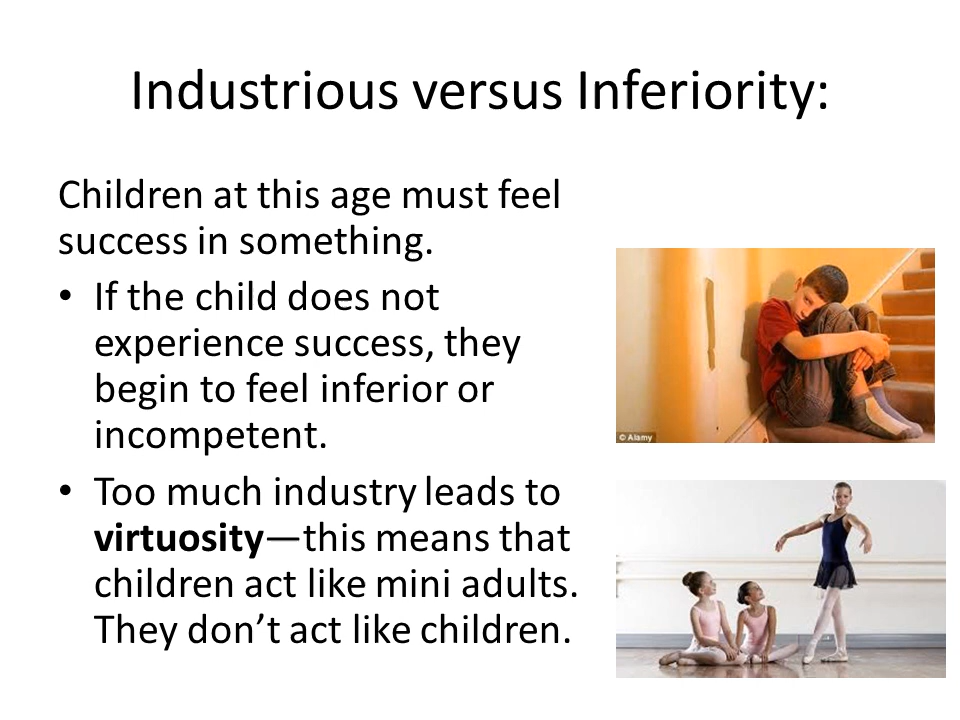 Industrious versus Inferiority:
Children at this age must feel
success in something.
• If the child does not
experience success, they
begin to feel inferior or
incompetent.
• Too much industry leads to
virtuosity—this means that
children act like mini adults.
They don’t act like children.
© Alamy